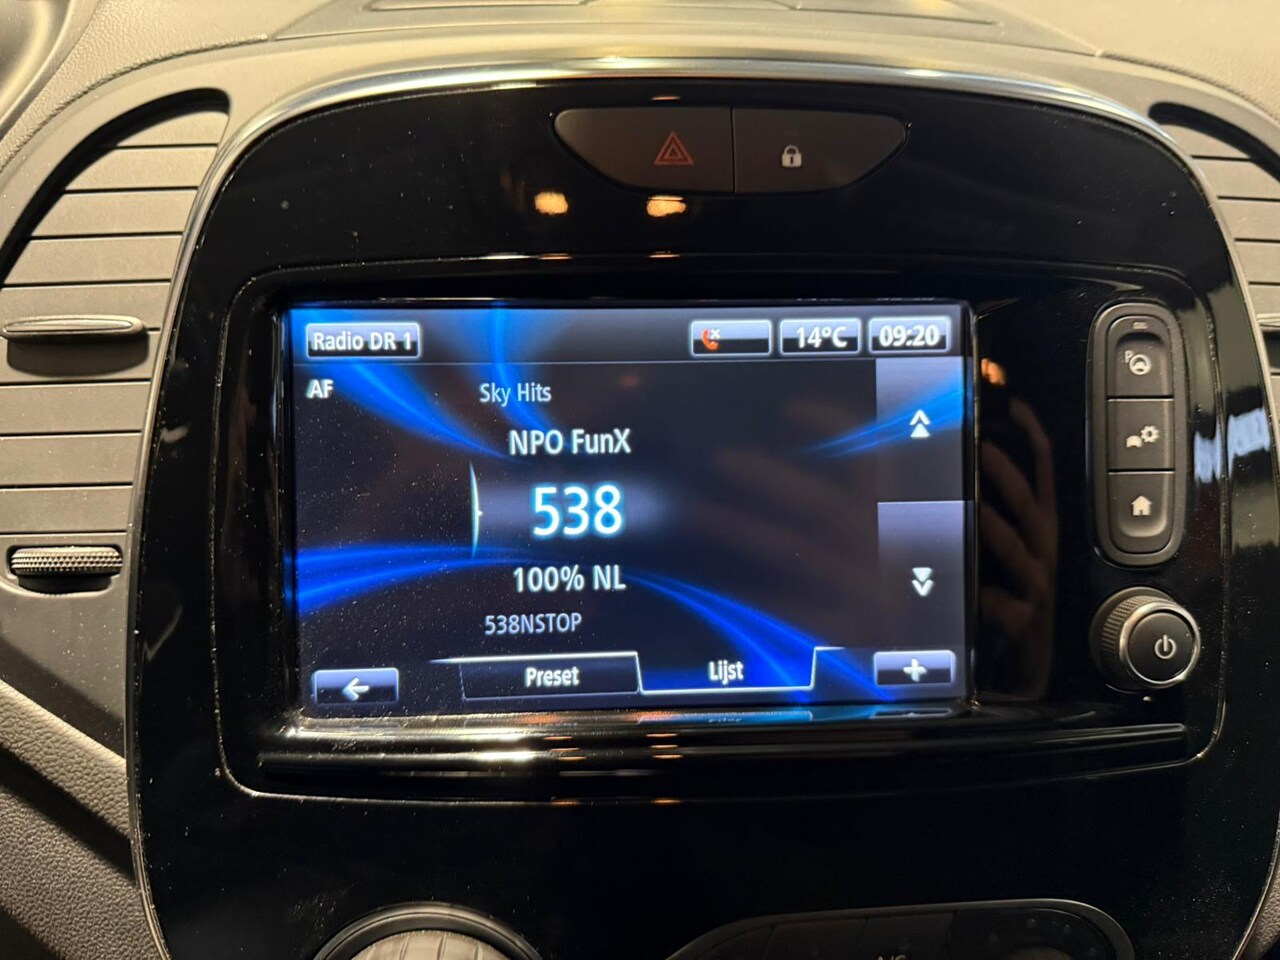 Radio DR 1
14°C
09:20
AF
Sky Hits
NPO FunX
538
100% NL
538NSTOP
Preset
Lijst